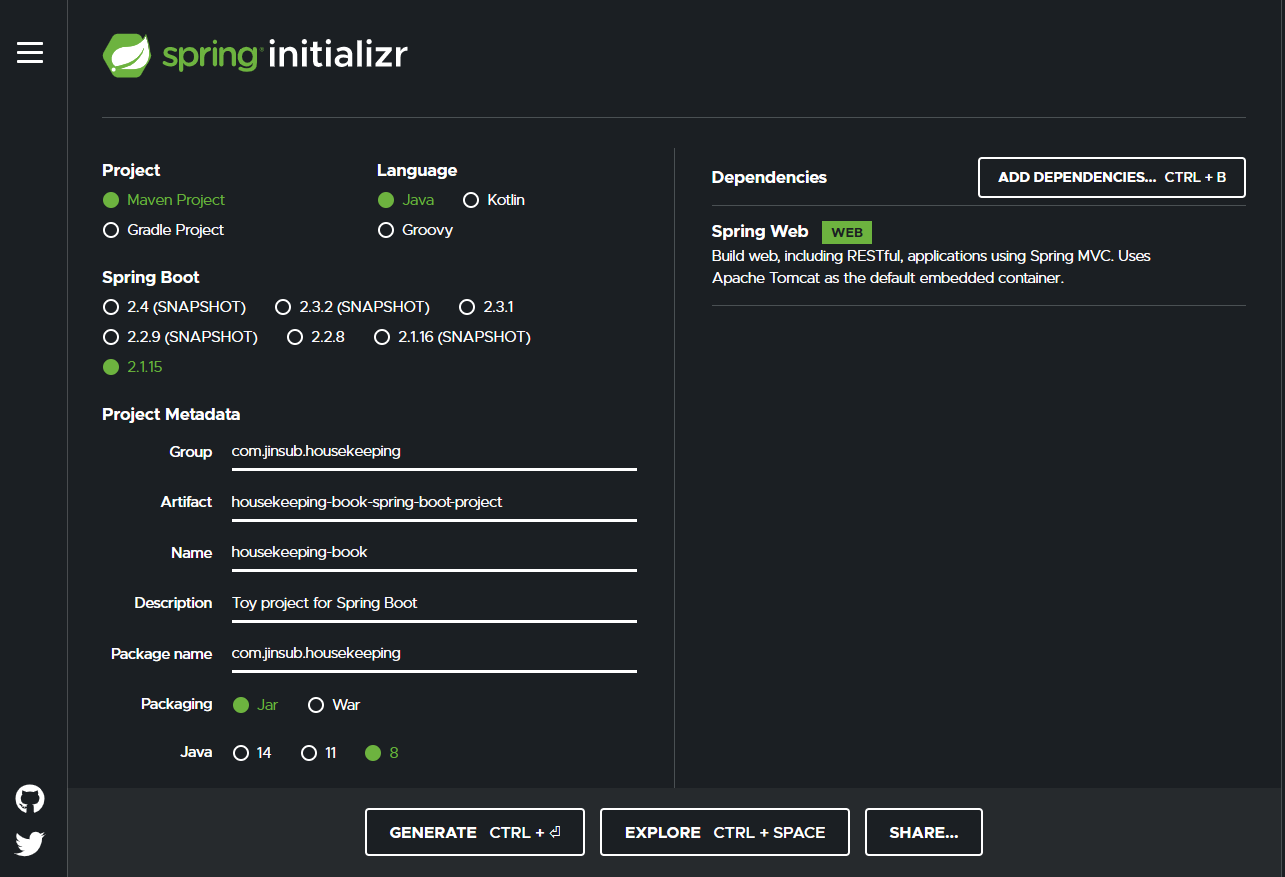 spring initializr
Project
Maven Project
Gradle Project
Language
Java Kotlin
Groovy
Spring Boot
2.4 (SNAPSHOT) 2.3.2 (SNAPSHOT) 2.3.1
2.2.9 (SNAPSHOT) 2.2.8 2.1.16 (SNAPSHOT)
2.1.15
Project Metadata
Group com.jinsub.housekeeping
Artifact housekeeping-book-spring-boot-project
Name housekeeping-book
Description Toy project for Spring Boot
Package name com.jinsub.housekeeping
Packaging Jar War
Java 14 11 8
Dependencies ADD DEPENDENCIES... CTRL + B
Spring Web WEB
Build web, including RESTful, applications using Spring MVC. Uses
Apache Tomcat as the default embedded container.
GENERATE CTRL + ⏎ EXPLORE CTRL + SPACE SHARE...